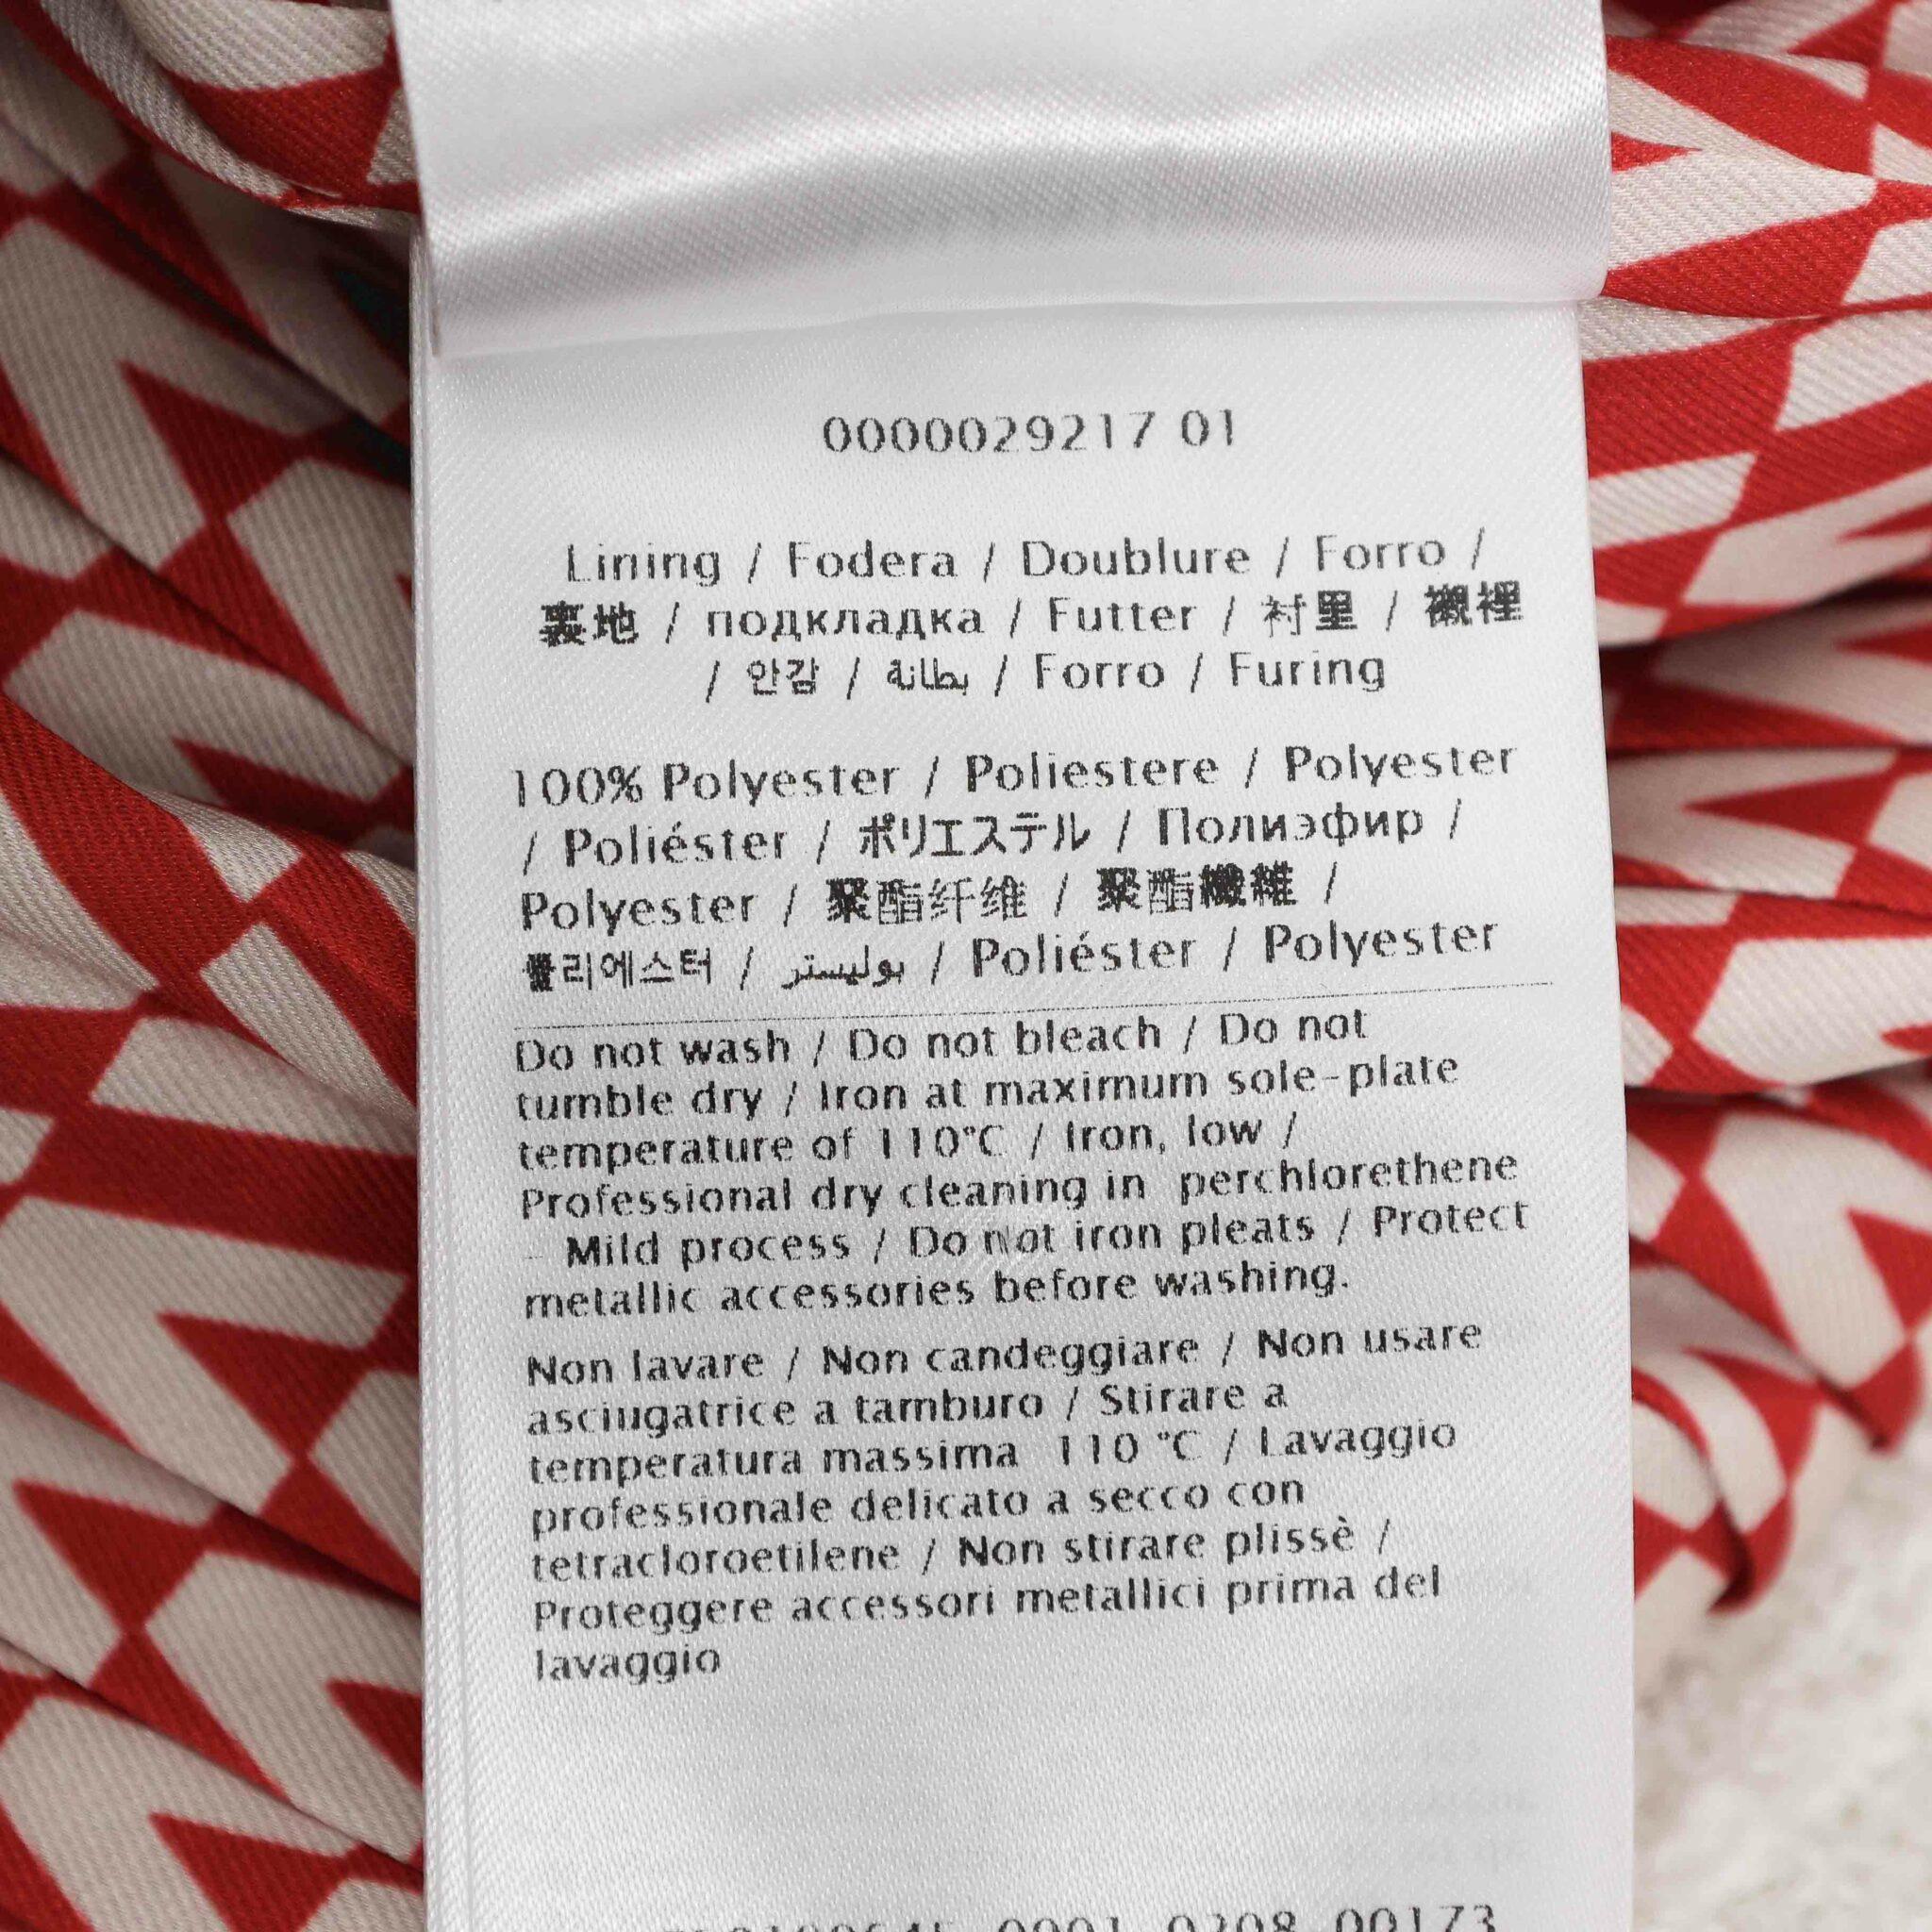 0000029217 01
Lining / Fodera / Doublure / Forro /
裏地 / подкладка / Futter / 衬里 / 襯裡
/ 안감 / بطانة / Forro / Furing
100% Polyester / Poliestere / Polyester
/ Poliéster / ポリエステル / Полиэфир /
Polyester / 聚酯纤维 / 聚酯纖維 /
폴리에스터 / بوليستر / Poliéster / Polyester
Do not wash / Do not bleach / Do not
tumble dry / Iron at maximum sole-plate
temperature of 110°C / Iron, low /
Professional dry cleaning in perchlorethene
- Mild process / Do not iron pleats / Protect
metallic accessories before washing.
Non lavare / Non candeggiare / Non usare
asciugatrice a tamburo / Stirare a
temperatura massima 110 °C / Lavaggio
professionale delicato a secco con
tetracloroetilene / Non stirare plissè /
Proteggere accessori metallici prima del
lavaggio
0001 0208 00173